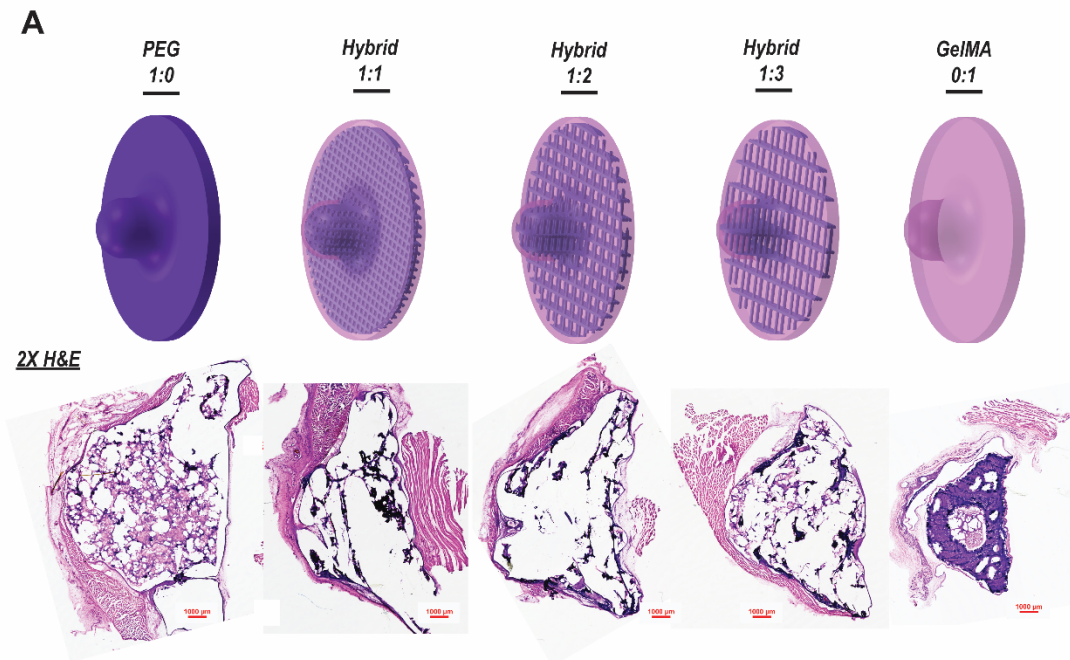 A
PEG
1:0
Hybrid
1:1
Hybrid
1:2
Hybrid
1:3
GelMA
0:1
2X H&E
1000 µm
1000 µm
1000 µm
1000 µm
1000 µm